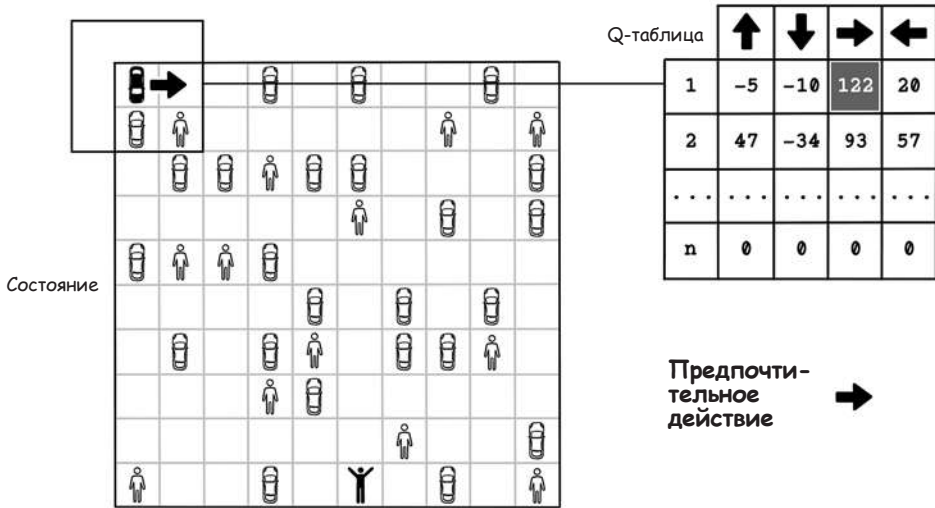 Q-таблица
1 -5 -10 122 20
2 47 -34 93 57
... ... ... ... ...
n 0 0 0 0
Состояние
Предпочти-
тельное
действие